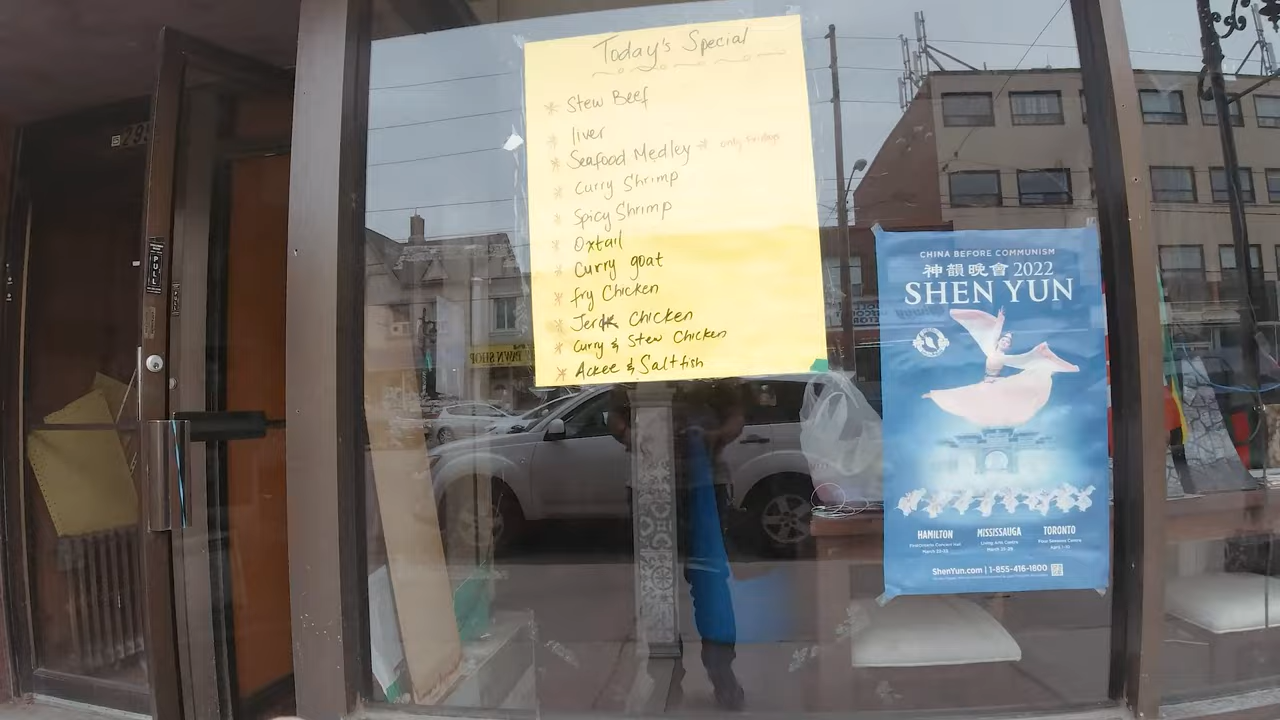 Today's Special
* Stew Beef
* liver
* Seafood Medley * only Fridays
* Curry Shrimp
* Spicy Shrimp
* Oxtail
* Curry goat
* fry Chicken
* Jerk Chicken
* Curry & Stew Chicken
* Ackee & Saltfish
CHINA BEFORE COMMUNISM
神韻晚會 2022
SHEN YUN
HAMILTON
MISSISSAUGA
TORONTO
ShenYun.com | 1-855-416-1800
PULL
PAWN SHOP